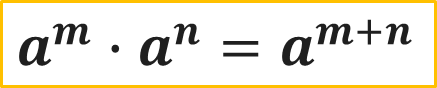 aᵐ · aⁿ = aᵐ⁺ⁿ